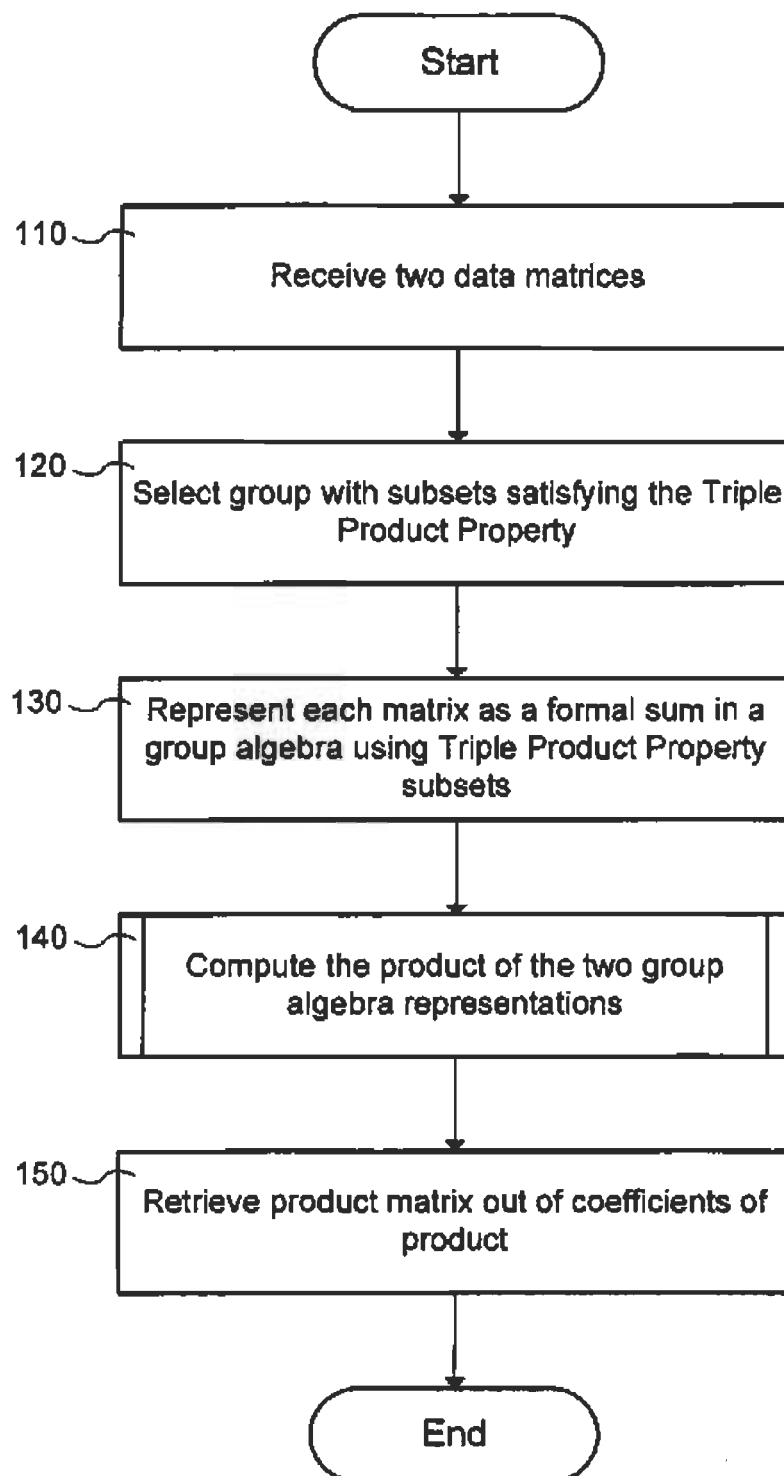 Start
110
Receive two data matrices
120
Select group with subsets satisfying the Triple
Product Property
130
Represent each matrix as a formal sum in a
group algebra using Triple Product Property
subsets
140
Compute the product of the two group
algebra representations
150
Retrieve product matrix out of coefficients of
product
End